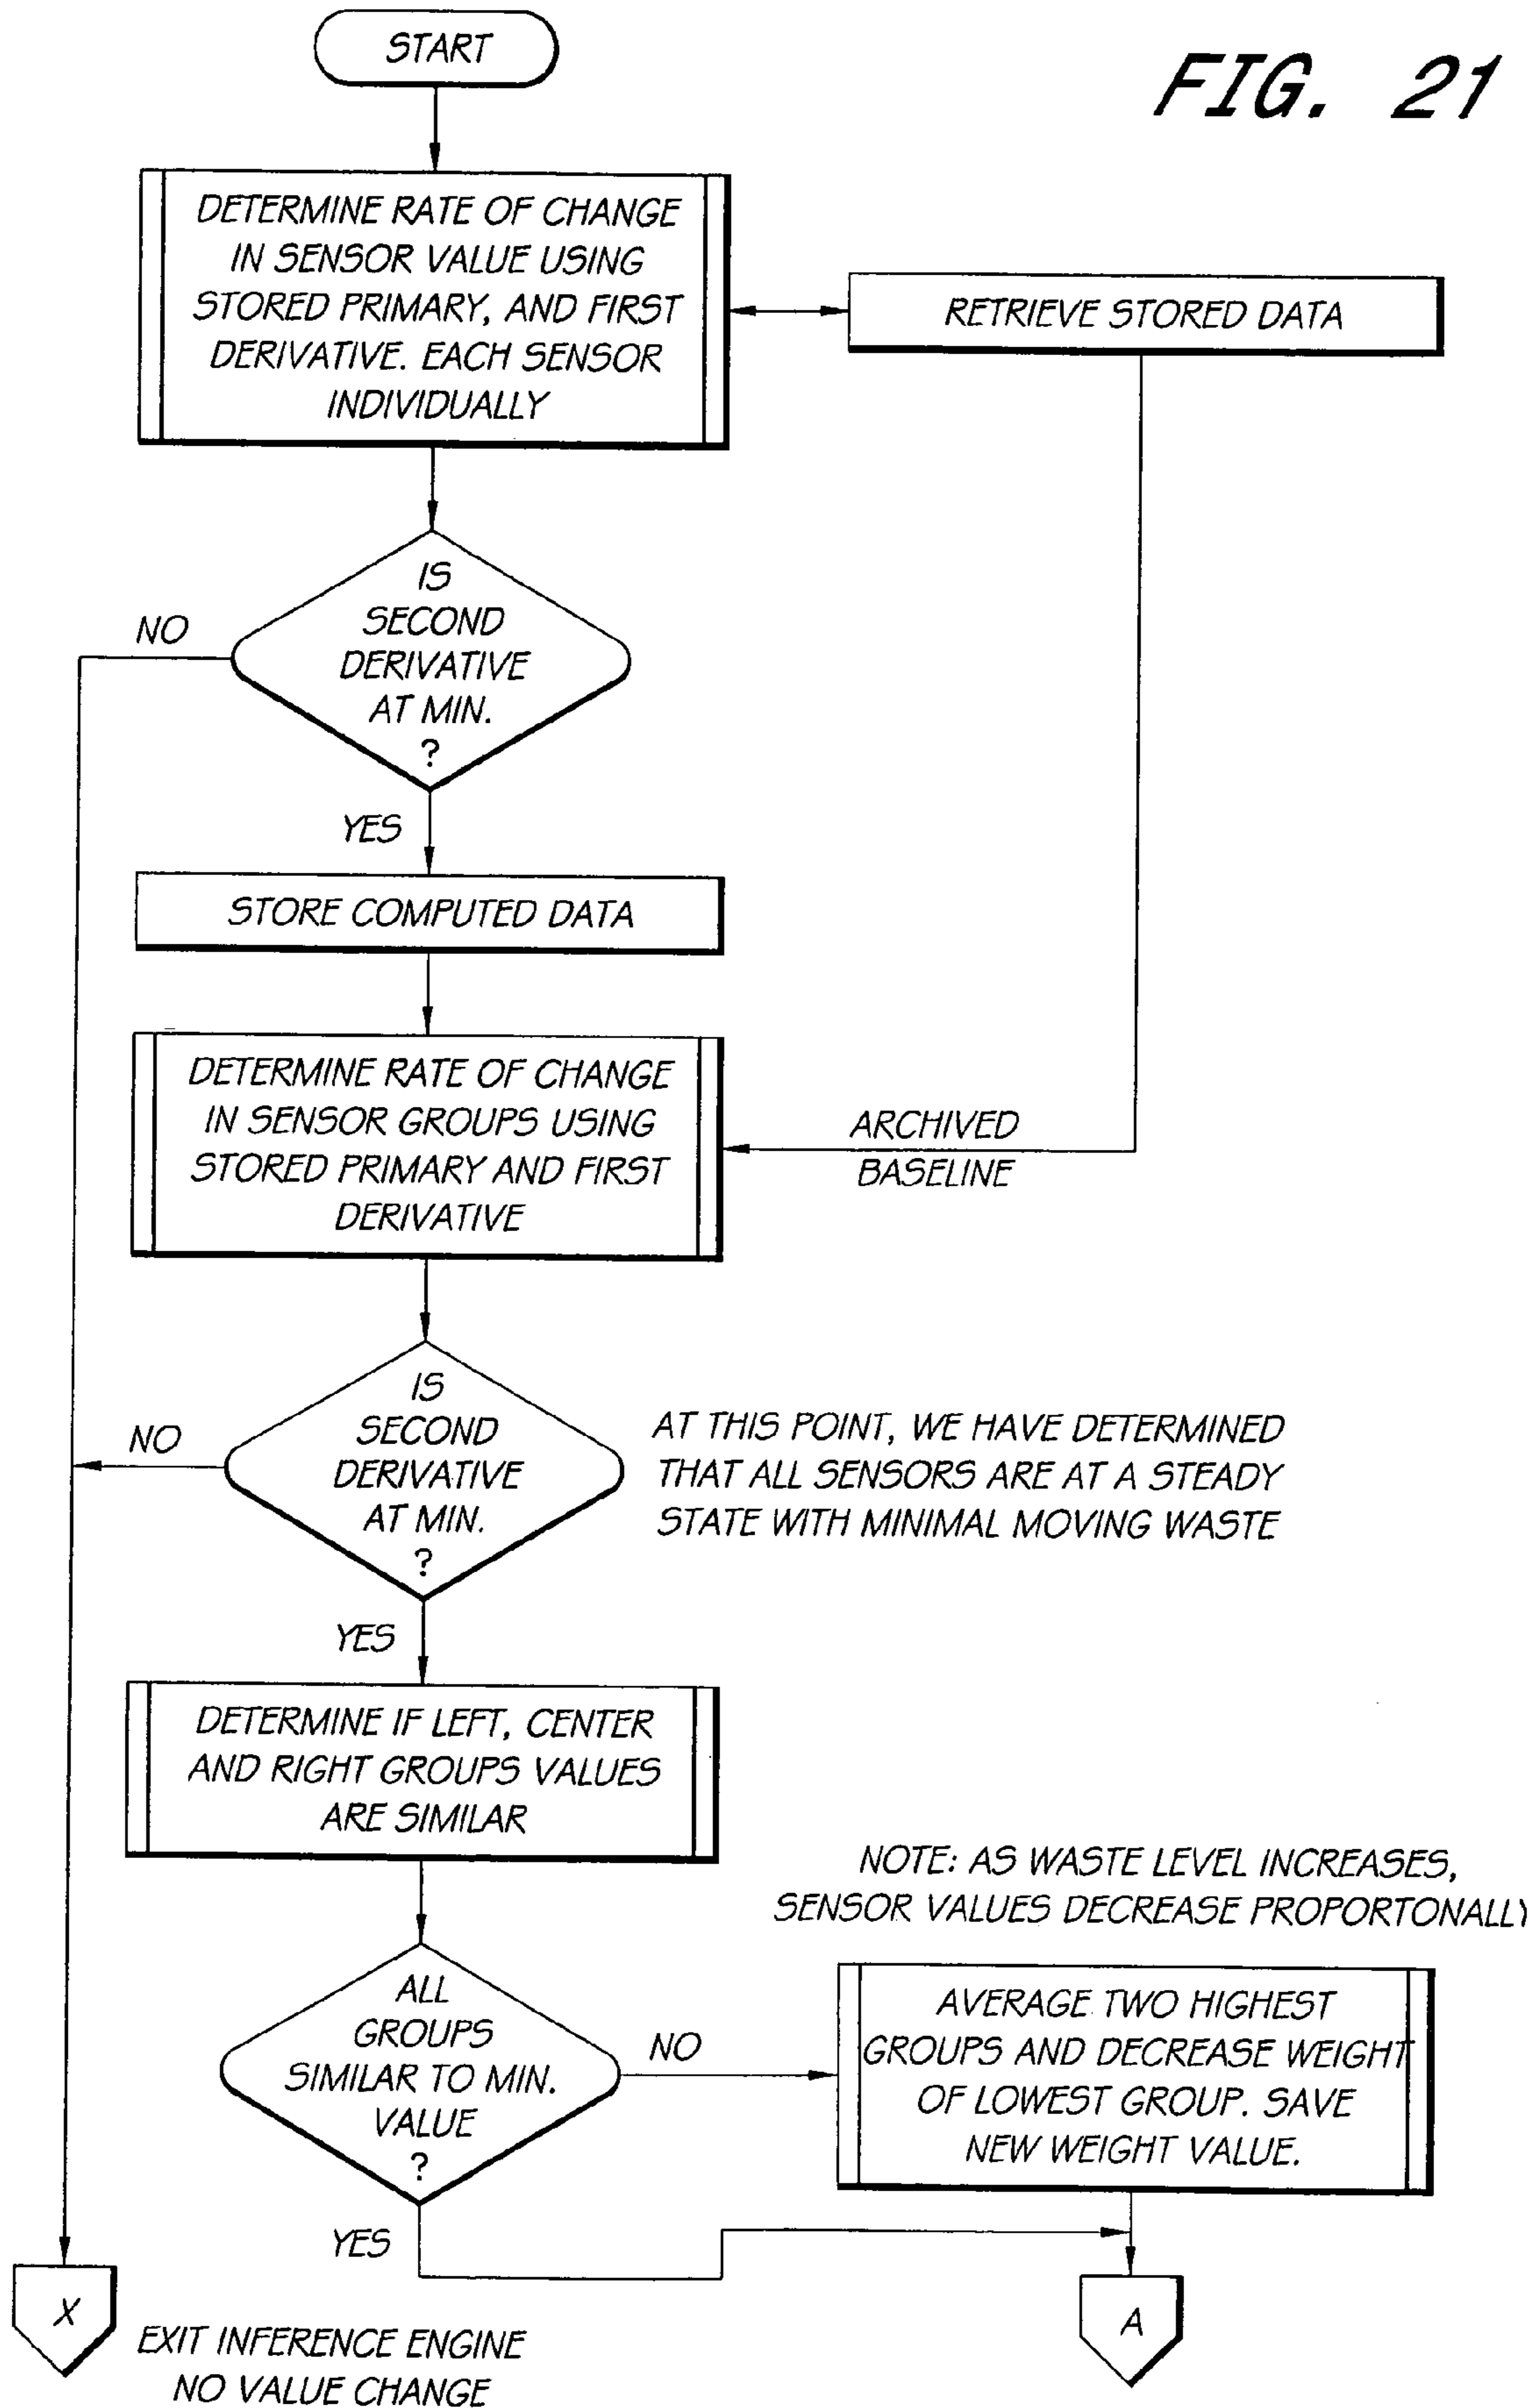 START
FIG. 21
DETERMINE RATE OF CHANGE
IN SENSOR VALUE USING
STORED PRIMARY, AND FIRST
DERIVATIVE. EACH SENSOR
INDIVIDUALLY
RETRIEVE STORED DATA
IS
SECOND
DERIVATIVE
AT MIN.
?
NO
YES
STORE COMPUTED DATA
DETERMINE RATE OF CHANGE
IN SENSOR GROUPS USING
STORED PRIMARY AND FIRST
DERIVATIVE
ARCHIVED
BASELINE
IS
SECOND
DERIVATIVE
AT MIN.
?
NO
AT THIS POINT, WE HAVE DETERMINED
THAT ALL SENSORS ARE AT A STEADY
STATE WITH MINIMAL MOVING WASTE
YES
DETERMINE IF LEFT, CENTER
AND RIGHT GROUPS VALUES
ARE SIMILAR
NOTE: AS WASTE LEVEL INCREASES,
SENSOR VALUES DECREASE PROPORTONALLY
ALL
GROUPS
SIMILAR TO MIN.
VALUE
?
NO
AVERAGE TWO HIGHEST
GROUPS AND DECREASE WEIGHT
OF LOWEST GROUP. SAVE
NEW WEIGHT VALUE.
YES
X
EXIT INFERENCE ENGINE
NO VALUE CHANGE
A